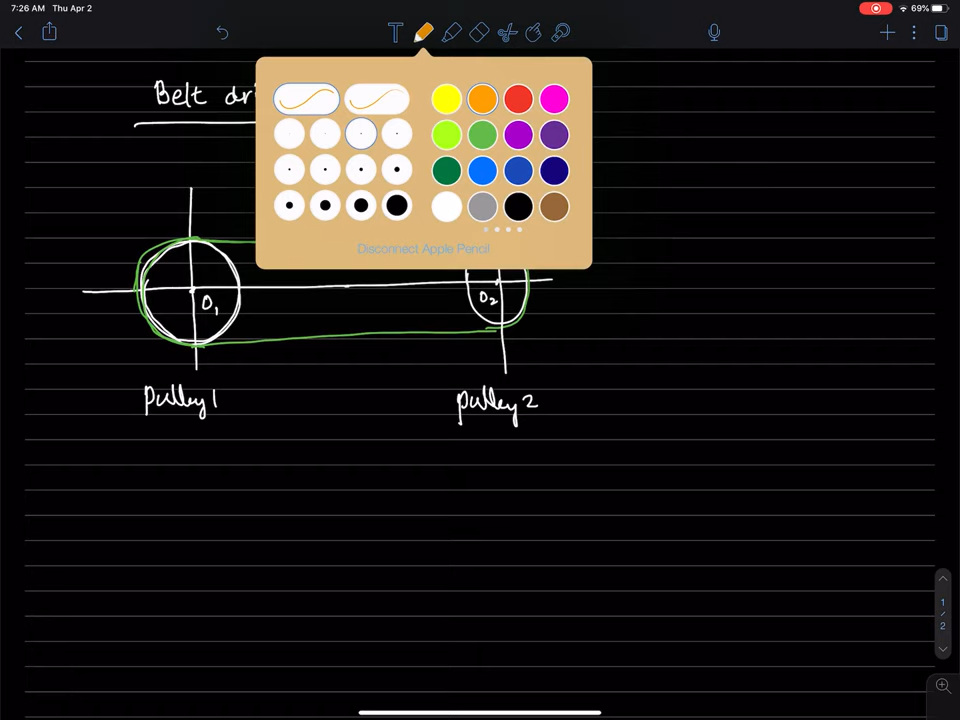 7:26 AM Thu Apr 2
69%
T
Belt
Disconnect Apple Pencil
O1
O2
Pulley 1
pulley 2
1
/
2